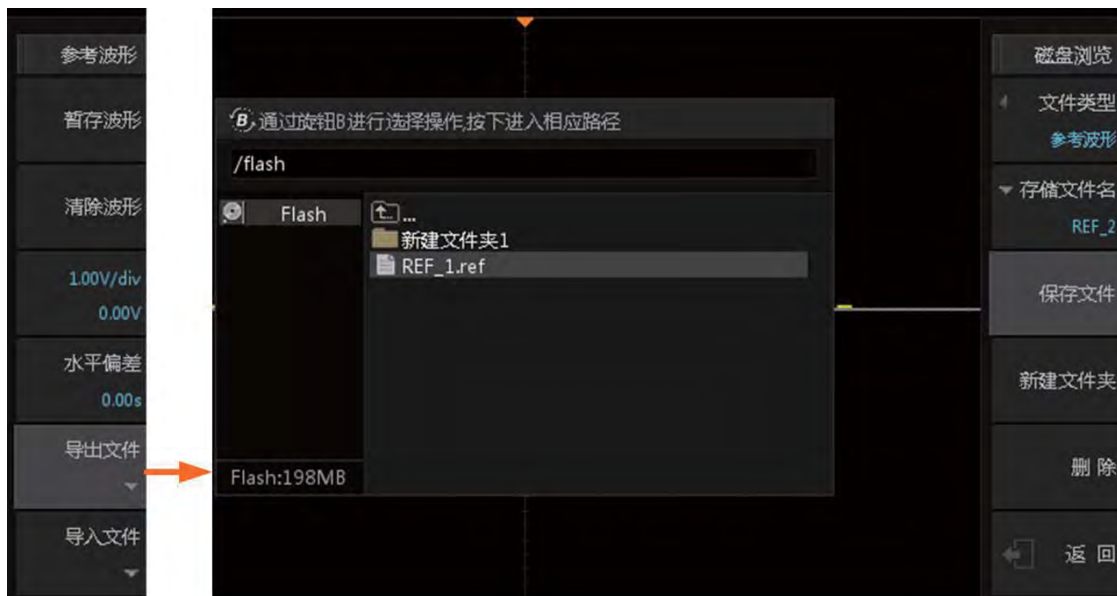 参考波形
暂存波形
清除波形
1.00V/div
0.00V
水平偏差
0.00s
导出文件
导入文件
B 通过旋钮B进行选择操作,按下进入相应路径
/flash
Flash
...
新建文件夹1
REF_1.ref
Flash:198MB
磁盘浏览
文件类型
参考波形
存储文件名
REF_2
保存文件
新建文件夹
删 除
返 回